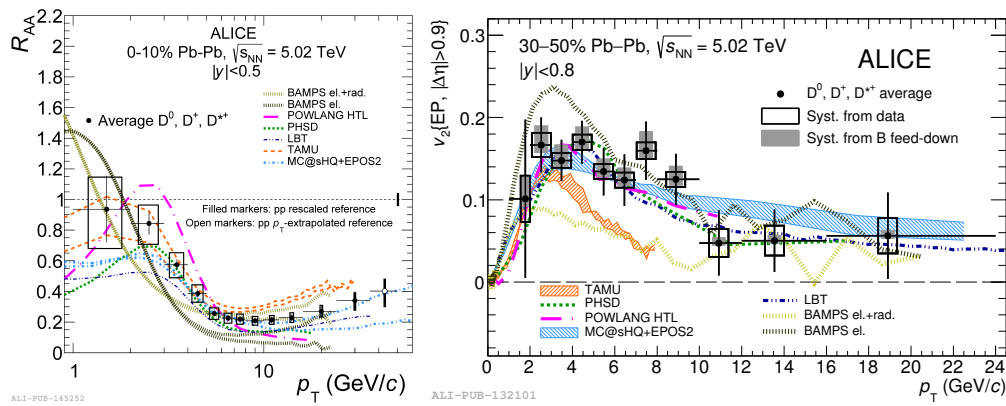 R_AA
ALICE
0-10% Pb-Pb, √s_NN = 5.02 TeV
|y|<0.5
BAMPS el.+rad.
BAMPS el.
POWLANG HTL
PHSD
LBT
TAMU
MC@sHQ+EPOS2
Average D⁰, D⁺, D*⁺
Filled markers: pp rescaled reference
Open markers: pp p_T-extrapolated reference
2.2
2
1.8
1.6
1.4
1.2
1
0.8
0.6
0.4
0.2
0
1
10
p_T (GeV/c)
ALI-PUB-145252
v₂{EP, |Δη|>0.9}
30–50% Pb–Pb, √s_NN = 5.02 TeV
|y|<0.8
ALICE
D⁰, D⁺, D*⁺ average
Syst. from data
Syst. from B feed-down
TAMU
PHSD
POWLANG HTL
MC@sHQ+EPOS2
LBT
BAMPS el.+rad.
BAMPS el.
0.3
0.2
0.1
0
0 2 4 6 8 10 12 14 16 18 20 22 24
p_T (GeV/c)
ALI-PUB-132101